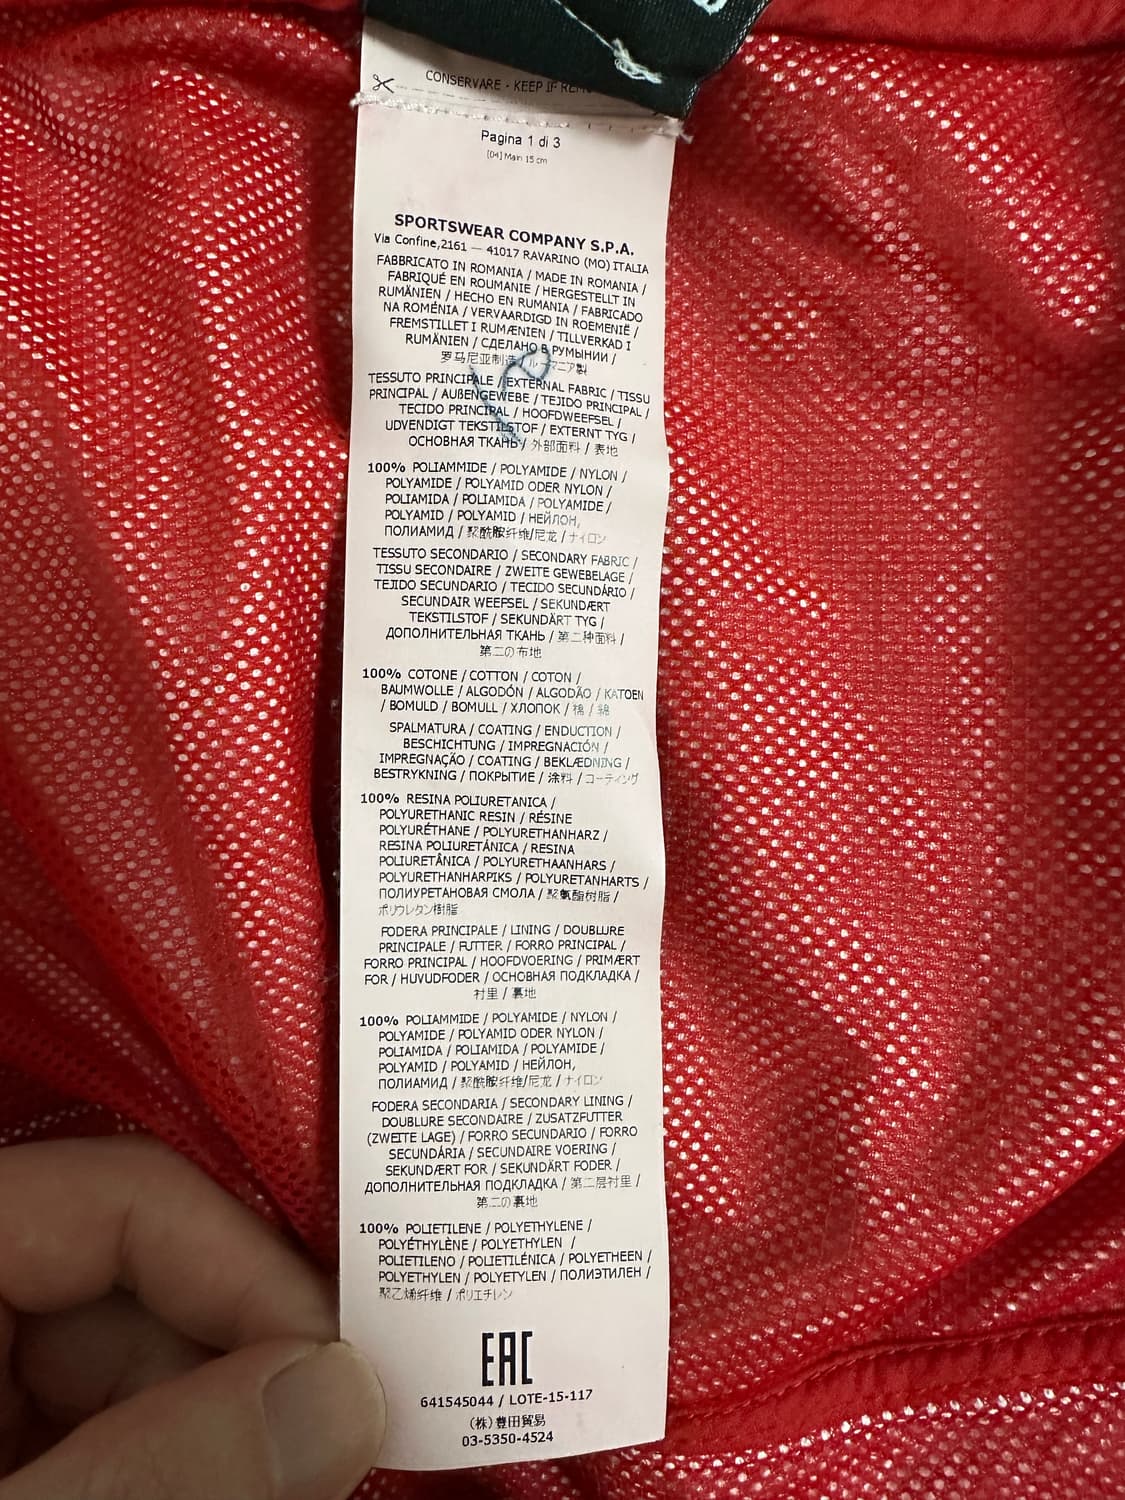 CONSERVARE - KEEP IF
Pagina 1 di 3
[04] Main 15 cm
SPORTSWEAR COMPANY S.P.A.
Via Confine,2161 — 41017 RAVARINO (MO) ITALIA
FABBRICATO IN ROMANIA / MADE IN ROMANIA /
FABRIQUÉ EN ROUMANIE / HERGESTELLT IN
RUMÄNIEN / HECHO EN RUMANIA / FABRICADO
NA ROMÉNIA / VERVAARDIGD IN ROEMENIË /
FREMSTILLET I RUMÆNIEN / TILLVERKAD I
RUMÄNIEN / СДЕЛАНО В РУМЫНИИ /
罗马尼亚制造 / ルーマニア製
TESSUTO PRINCIPALE / EXTERNAL FABRIC / TISSU
PRINCIPAL / AUßENGEWEBE / TEJIDO PRINCIPAL /
TECIDO PRINCIPAL / HOOFDWEEFSEL /
UDVENDIGT TEKSTILSTOF / EXTERNT TYG /
ОСНОВНАЯ ТКАНЬ / 外部面料 / 表地
100% POLIAMMIDE / POLYAMIDE / NYLON /
POLYAMIDE / POLYAMID ODER NYLON /
POLIAMIDA / POLIAMIDA / POLYAMIDE /
POLYAMID / POLYAMID / НЕЙЛОН,
ПОЛИАМИД / 聚酰胺纤维/尼龙 / ナイロン
TESSUTO SECONDARIO / SECONDARY FABRIC /
TISSU SECONDAIRE / ZWEITE GEWEBELAGE /
TEJIDO SECUNDARIO / TECIDO SECUNDÁRIO /
SECUNDAIR WEEFSEL / SEKUNDÆRT
TEKSTILSTOF / SEKUNDÄRT TYG /
ДОПОЛНИТЕЛЬНАЯ ТКАНЬ / 第二种面料 /
第二の布地
100% COTONE / COTTON / COTON /
BAUMWOLLE / ALGODÓN / ALGODÃO / KATOEN
/ BOMULD / BOMULL / ХЛОПОК / 棉 / 綿
SPALMATURA / COATING / ENDUCTION /
BESCHICHTUNG / IMPREGNACIÓN /
IMPREGNAÇÃO / COATING / BEKLÆDNING /
BESTRYKNING / ПОКРЫТИЕ / 涂料 / コーティング
100% RESINA POLIURETANICA /
POLYURETHANIC RESIN / RÉSINE
POLYURÉTHANE / POLYURETHANHARZ /
RESINA POLIURETÁNICA / RESINA
POLIURETÂNICA / POLYURETHAANHARS /
POLYURETHANHARPIKS / POLYURETANHARTS /
ПОЛИУРЕТАНОВАЯ СМОЛА / 聚氨酯树脂 /
ポリウレタン樹脂
FODERA PRINCIPALE / LINING / DOUBLURE
PRINCIPALE / FUTTER / FORRO PRINCIPAL /
FORRO PRINCIPAL / HOOFDVOERING / PRIMÆRT
FOR / HUVUDFODER / ОСНОВНАЯ ПОДКЛАДКА /
衬里 / 裏地
100% POLIAMMIDE / POLYAMIDE / NYLON /
POLYAMIDE / POLYAMID ODER NYLON /
POLIAMIDA / POLIAMIDA / POLYAMIDE /
POLYAMID / POLYAMID / НЕЙЛОН,
ПОЛИАМИД / 聚酰胺纤维/尼龙 / ナイロン
FODERA SECONDARIA / SECONDARY LINING /
DOUBLURE SECONDAIRE / ZUSATZFUTTER
(ZWEITE LAGE) / FORRO SECUNDARIO / FORRO
SECUNDÁRIA / SECUNDAIRE VOERING /
SEKUNDÆRT FOR / SEKUNDÄRT FODER /
ДОПОЛНИТЕЛЬНАЯ ПОДКЛАДКА / 第二层衬里 /
第二の裏地
100% POLIETILENE / POLYETHYLENE /
POLYÉTHYLÈNE / POLYETHYLEN /
POLIETILENO / POLIETILÉNICA / POLYETHEEN /
POLYETHYLEN / POLYETYLEN / ПОЛИЭТИЛЕН /
聚乙烯纤维 / ポリエチレン
EAC
641545044 / LOTE-15-117
(株)豊田貿易
03-5350-4524